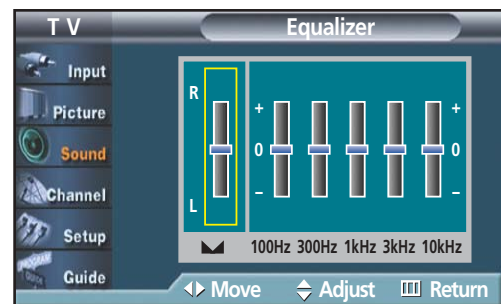 T V
Equalizer
Input
Picture
Sound
Channel
Setup
Guide
R
L
+
0
–
+
0
–
100Hz 300Hz 1kHz 3kHz 10kHz
Move Adjust Return